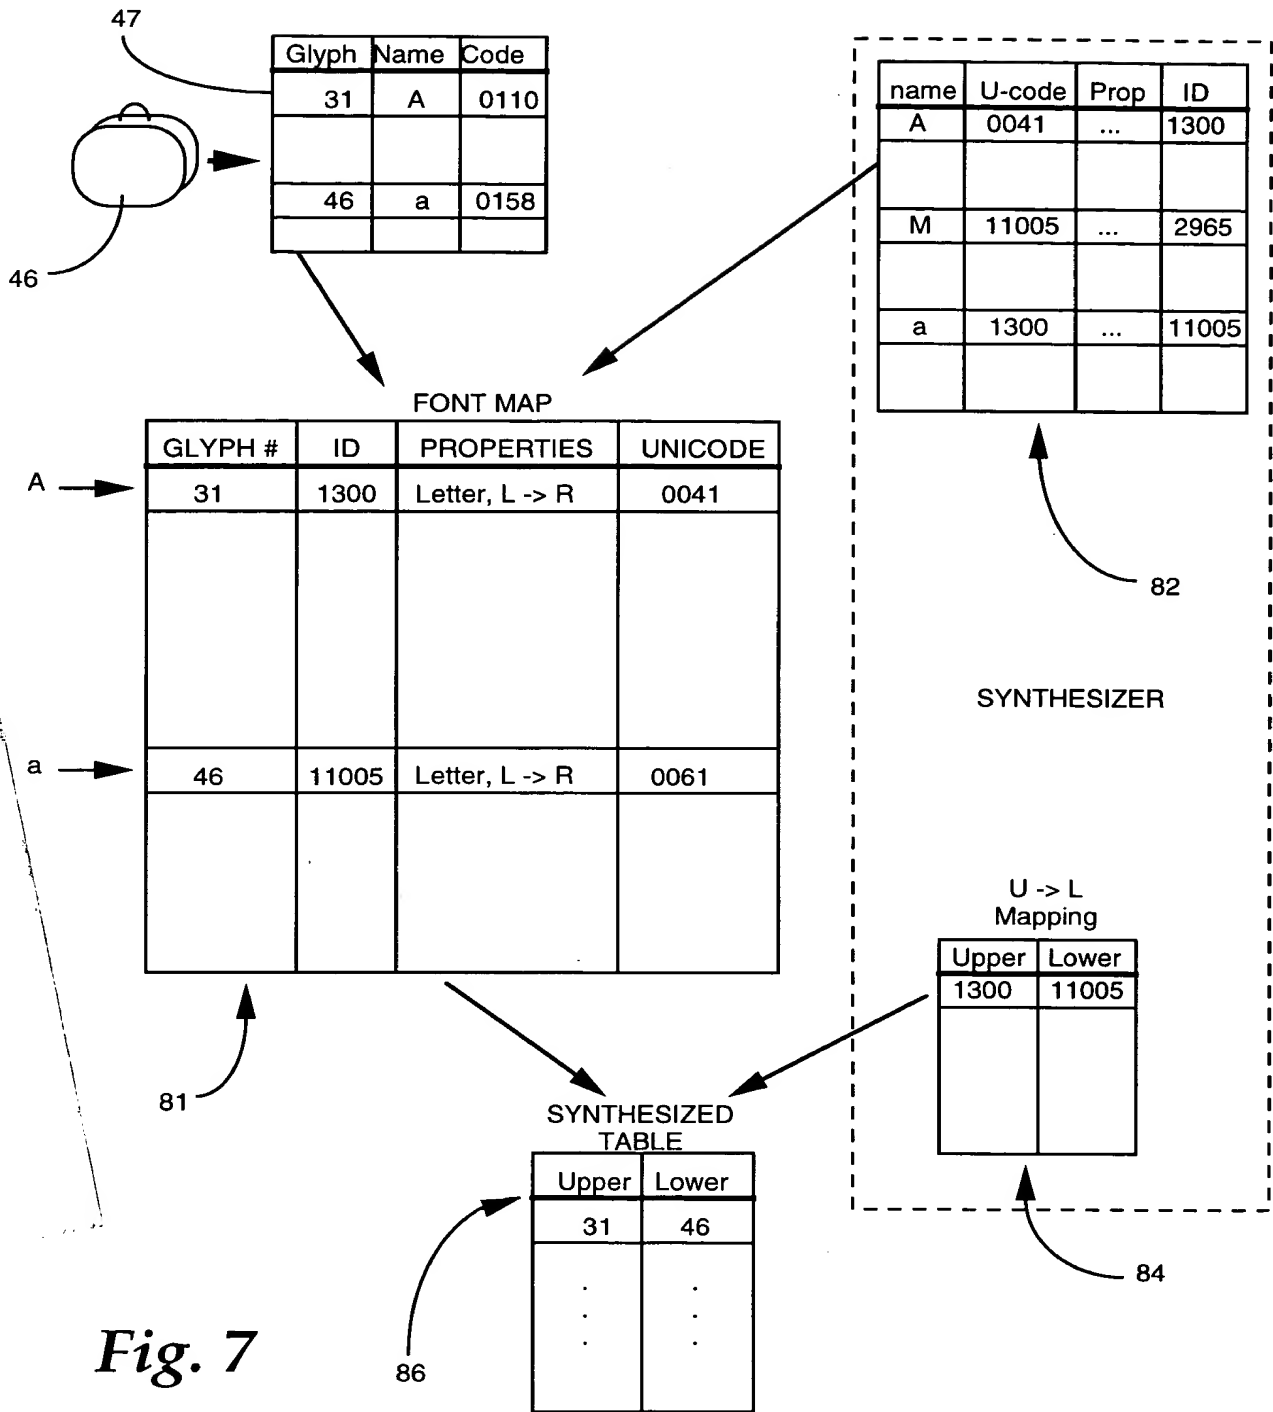 47
Glyph Name Code
31 A 0110
46 a 0158
46
name U-code Prop ID
A 0041 ... 1300
M 11005 ... 2965
a 1300 ... 11005
82
FONT MAP
GLYPH # ID PROPERTIES UNICODE
A 31 1300 Letter, L -> R 0041
a 46 11005 Letter, L -> R 0061
81
SYNTHESIZER
U -> L
Mapping
Upper Lower
1300 11005
84
SYNTHESIZED
TABLE
Upper Lower
31 46
. .
. .
. .
86
Fig. 7